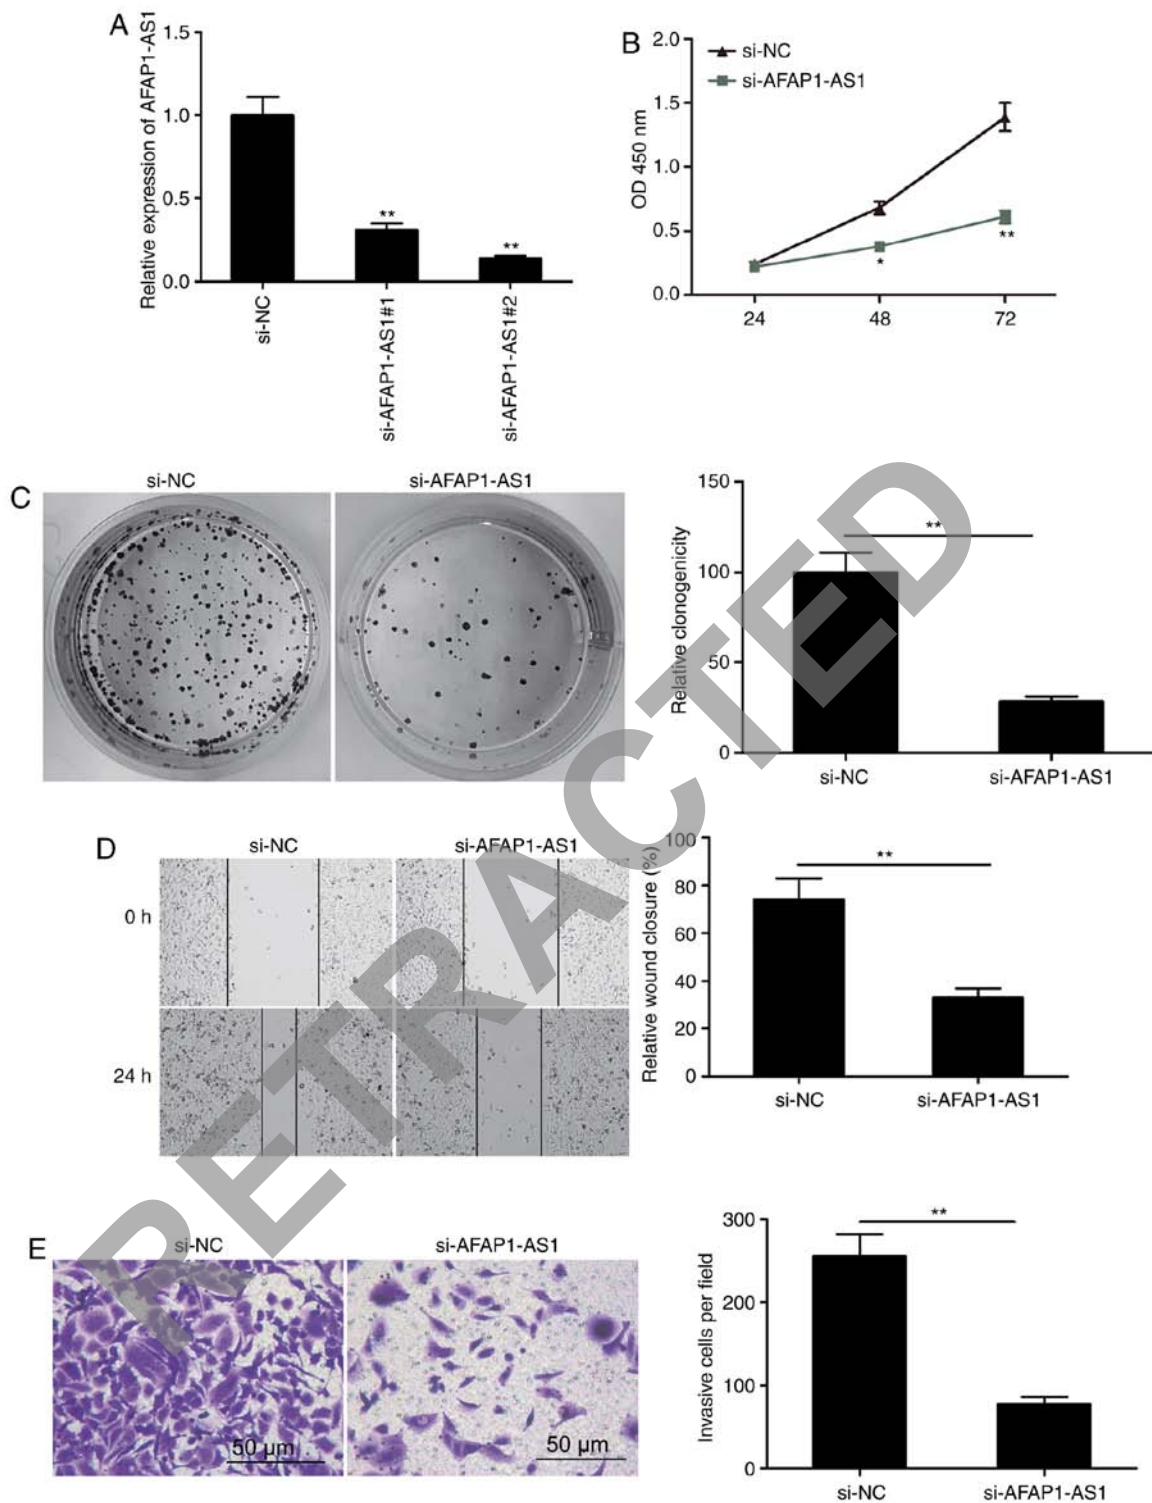 A
Relative expression of AFAP1-AS1
1.5
1.0
0.5
0.0
**
**
si-NC
si-AFAP1-AS1#1
si-AFAP1-AS1#2
B
OD 450 nm
2.0
1.5
1.0
0.5
0.0
si-NC
si-AFAP1-AS1
*
**
24 48 72
C
si-NC si-AFAP1-AS1
Relative clonogenicity
150
100
50
0
**
si-NC si-AFAP1-AS1
D
si-NC si-AFAP1-AS1
0 h
24 h
Relative wound closure (%)
100
80
60
40
20
0
**
si-NC si-AFAP1-AS1
E
si-NC si-AFAP1-AS1
50 µm 50 µm
Invasive cells per field
300
200
100
0
**
si-NC si-AFAP1-AS1
RETRACTED